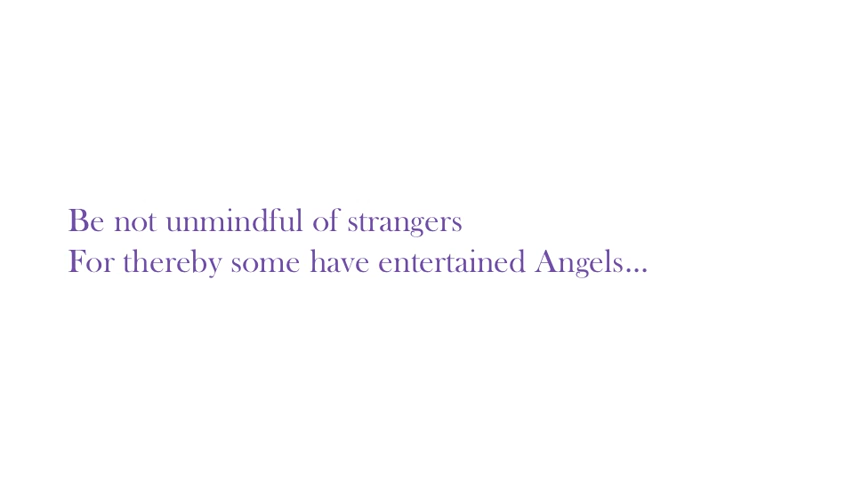 Be not unmindful of strangers
For thereby some have entertained Angels...